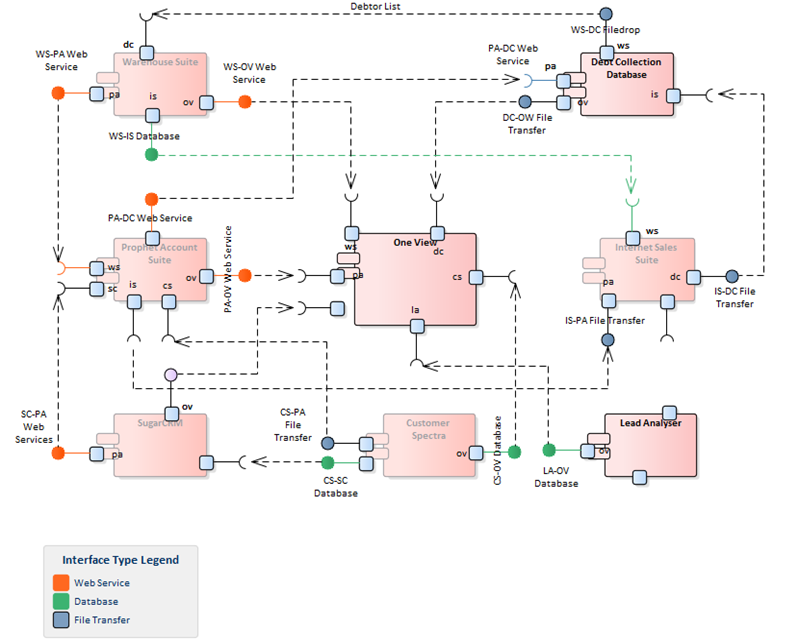 Debtor List
WS-DC Filedrop
dc
ws
WS-PA Web
Service
Warehouse Suite
WS-OV Web
Service
PA-DC Web
Service
pa
Debt Collection
Database
pa
is
ov
ov
is
DC-OW File
Transfer
WS-IS Database
PA-DC Web Service
PA-OV Web Service
ws
Prophet Account
Suite
ws
sc
is
cs
ov
One View
ws
dc
pa
cs
la
Internet Sales
Suite
pa
dc
IS-DC File
Transfer
IS-PA File Transfer
ov
SC-PA
Web
Services
SugarCRM
pa
CS-PA
File
Transfer
CS-SC
Database
Customer
Spectra
ov
CS-OV Database
LA-OV
Database
Lead Analyser
ov
Interface Type Legend
Web Service
Database
File Transfer